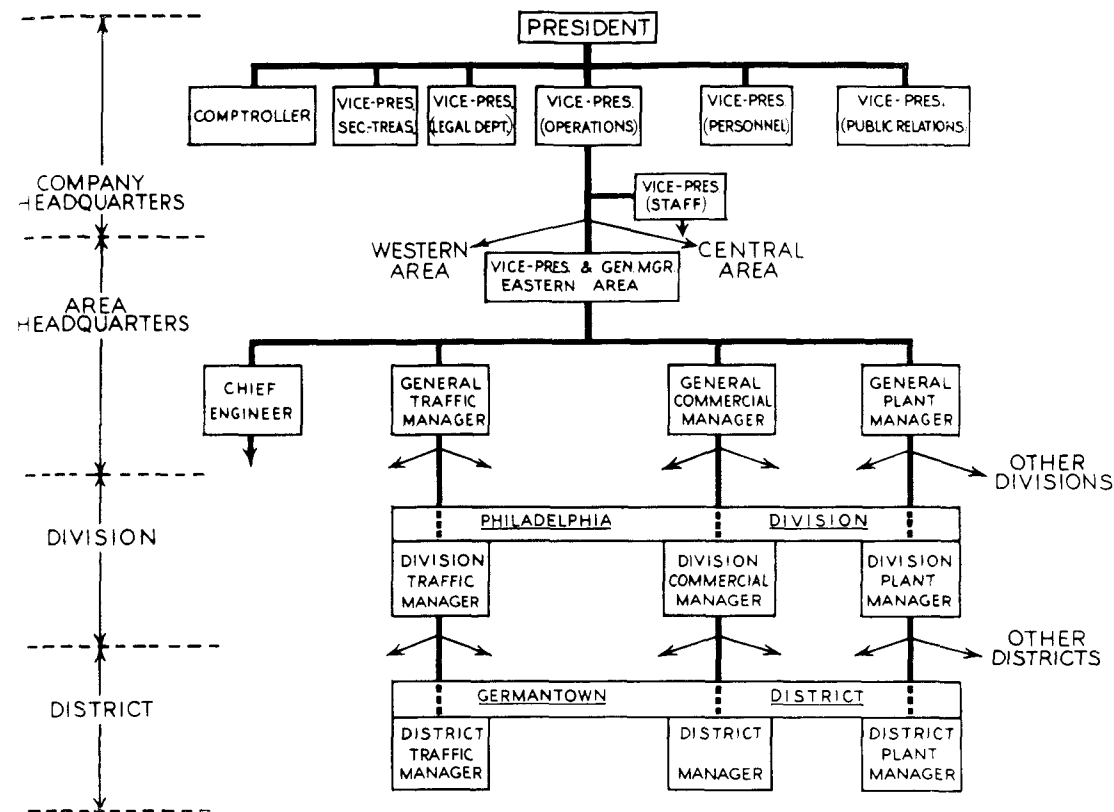 PRESIDENT
COMPTROLLER
VICE-PRES.
SEC-TREAS.
VICE-PRES.
(LEGAL DEPT.)
VICE-PRES.
(OPERATIONS)
VICE-PRES.
(PERSONNEL)
VICE-PRES.
(PUBLIC RELATIONS)
COMPANY
HEADQUARTERS
VICE-PRES.
(STAFF)
WESTERN
AREA
CENTRAL
AREA
VICE-PRES. & GEN. MGR.
EASTERN AREA
AREA
HEADQUARTERS
CHIEF
ENGINEER
GENERAL
TRAFFIC
MANAGER
GENERAL
COMMERCIAL
MANAGER
GENERAL
PLANT
MANAGER
OTHER
DIVISIONS
DIVISION
PHILADELPHIA DIVISION
DIVISION
TRAFFIC
MANAGER
DIVISION
COMMERCIAL
MANAGER
DIVISION
PLANT
MANAGER
OTHER
DISTRICTS
DISTRICT
GERMANTOWN DISTRICT
DISTRICT
TRAFFIC
MANAGER
DISTRICT
MANAGER
DISTRICT
PLANT
MANAGER